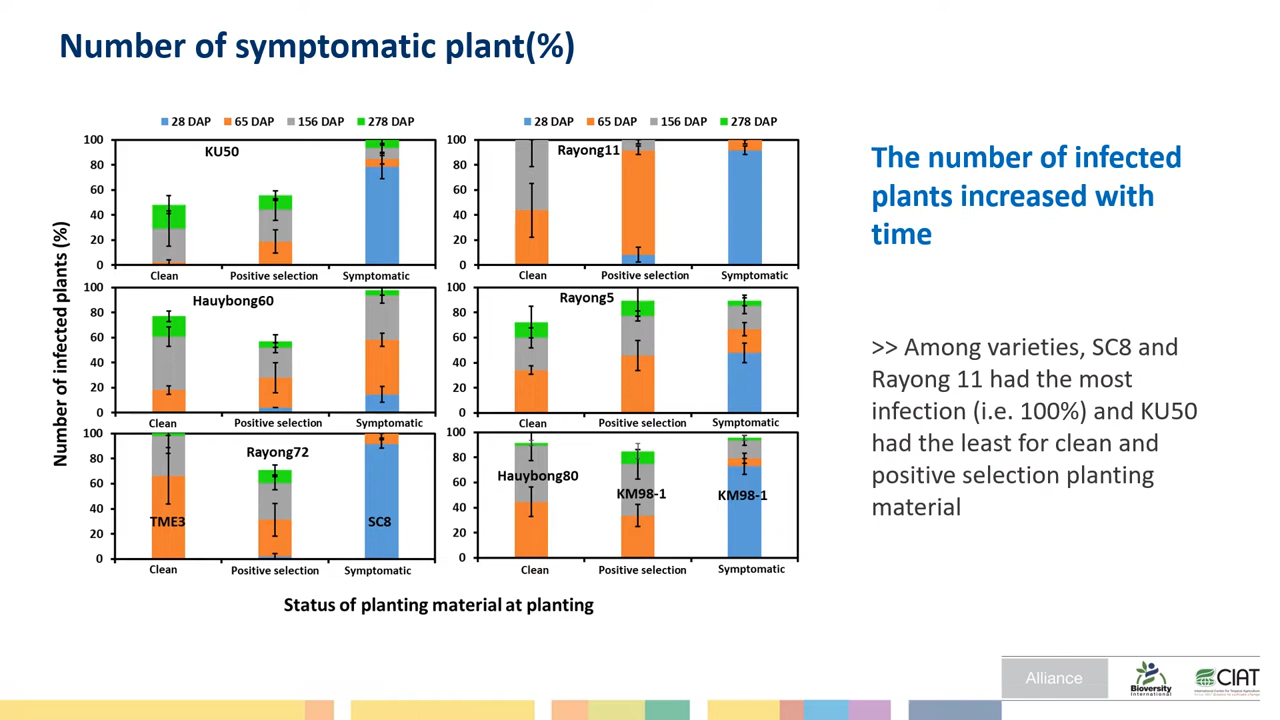 Number of symptomatic plant(%)
28 DAP 65 DAP 156 DAP 278 DAP
28 DAP 65 DAP 156 DAP 278 DAP
Number of infected plants (%)
100
80
60
40
20
0
KU50
Clean Positive selection Symptomatic
100
80
60
40
20
0
Rayong11
Clean Positive selection Symptomatic
100
80
60
40
20
0
Hauybong60
Clean Positive selection Symptomatic
100
80
60
40
20
0
Rayong5
Clean Positive selection Symptomatic
100
80
60
40
20
0
Rayong72
TME3 SC8
Clean Positive selection Symptomatic
100
80
60
40
20
0
Hauybong80
KM98-1 KM98-1
Clean Positive selection Symptomatic
Status of planting material at planting
The number of infected
plants increased with
time
>> Among varieties, SC8 and
Rayong 11 had the most
infection (i.e. 100%) and KU50
had the least for clean and
positive selection planting
material
Alliance
Bioversity
International
CIAT
International Center for Tropical Agriculture